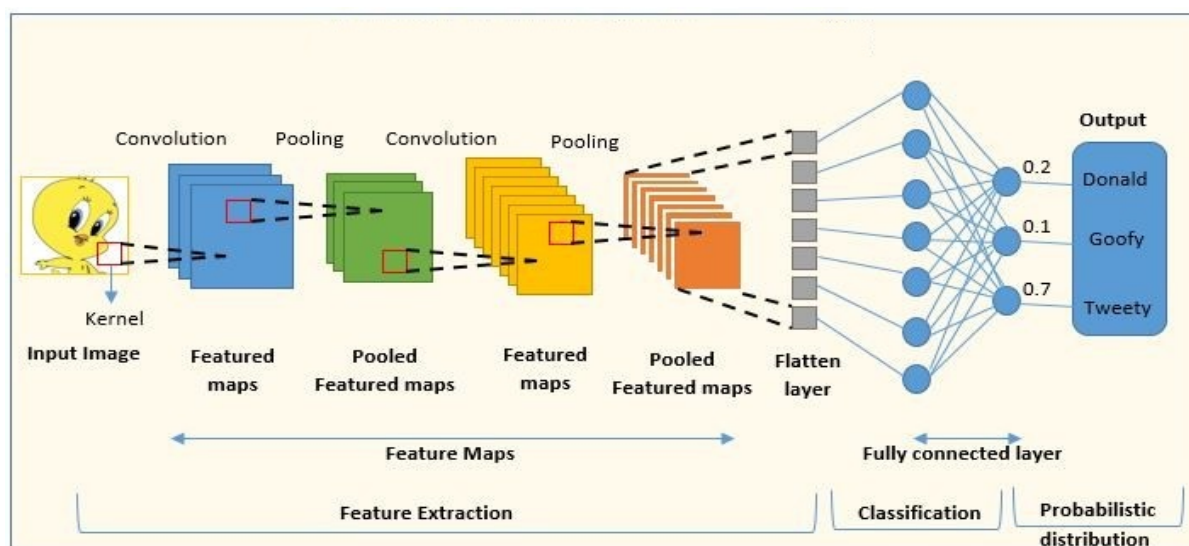 Convolution
Pooling
Convolution
Pooling
Output
0.2
Donald
0.1
Goofy
0.7
Tweety
Kernel
Input Image
Featured
maps
Pooled
Featured maps
Featured
maps
Pooled
Featured maps
Flatten
layer
Feature Maps
Fully connected layer
Feature Extraction
Classification
Probabilistic
distribution